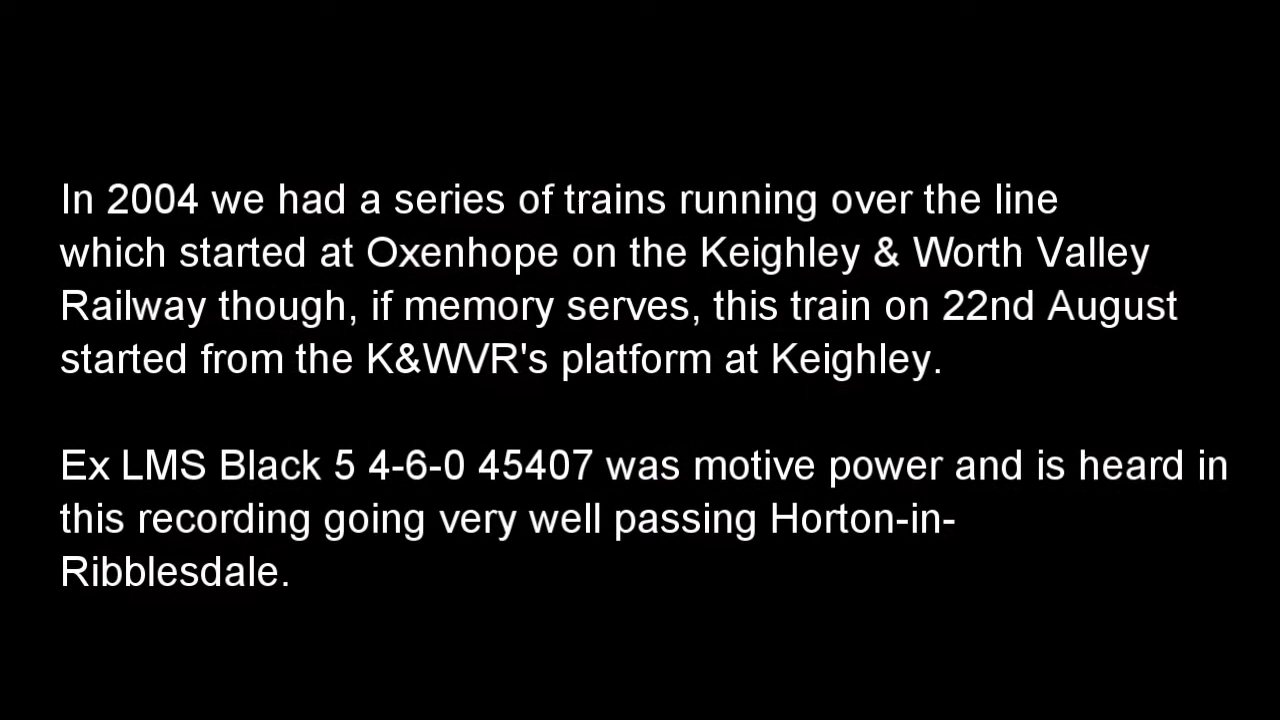 In 2004 we had a series of trains running over the line
which started at Oxenhope on the Keighley & Worth Valley
Railway though, if memory serves, this train on 22nd August
started from the K&WVR's platform at Keighley.
Ex LMS Black 5 4-6-0 45407 was motive power and is heard in
this recording going very well passing Horton-in-
Ribblesdale.